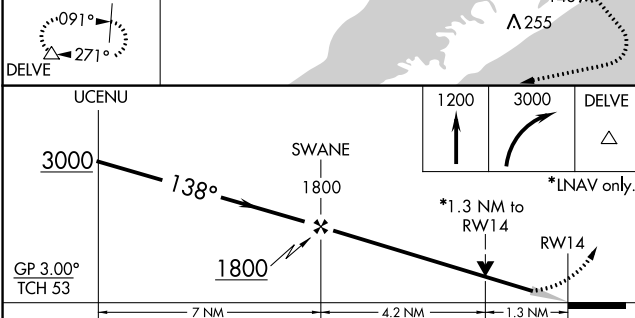 091°
271°
DELVE
255
UCENU
3000
138°
SWANE
1800
1800
1200
3000
DELVE
*LNAV only.
*1.3 NM to
RW14
RW14
GP 3.00°
TCH 53
7 NM
4.2 NM
1.3 NM